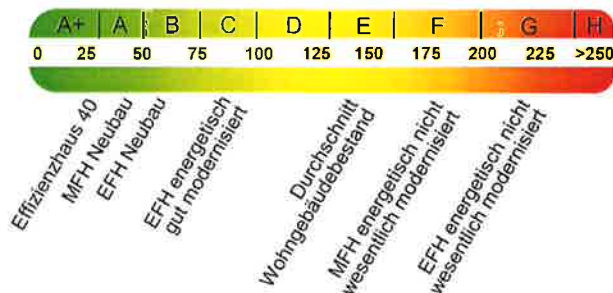 A+ A B C D E F G H
0 25 50 75 100 125 150 175 200 225 >250
Effizienzhaus 40
MFH Neubau
EFH Neubau
EFH energetisch
gut modernisiert
Durchschnitt
Wohngebäudebestand
MFH energetisch nicht
wesentlich modernisiert
EFH energetisch nicht
wesentlich modernisiert